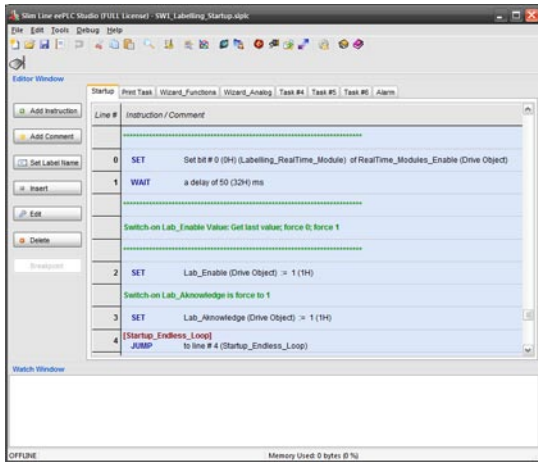 Slim Line eePLC Studio (FULL License) - SW1_Labelling_Startup.slplc
File Edit Tools Debug Help
Editor Window
Startup Print Task Wizard_Functions Wizard_Analog Task #4 Task #5 Task #6 Alarm
Add Instruction
Add Comment
Set Label Name
Insert
Edit
Delete
Breakpoint
Line # Instruction / Comment
0 SET Set bit # 0 (0H) (Labelling_RealTime_Module) of RealTime_Modules_Enable (Drive Object)
1 WAIT a delay of 50 (32H) ms
Switch-on Lab_Enable Value: Get last value; force 0; force 1
2 SET Lab_Enable (Drive Object) := 1 (1H)
Switch-on Lab_Aknowledge is force to 1
3 SET Lab_Aknowledge (Drive Object) := 1 (1H)
[Startup_Endless_Loop]
4 JUMP to line # 4 (Startup_Endless_Loop)
Watch Window
OFFLINE Memory Used: 0 bytes (0 %)